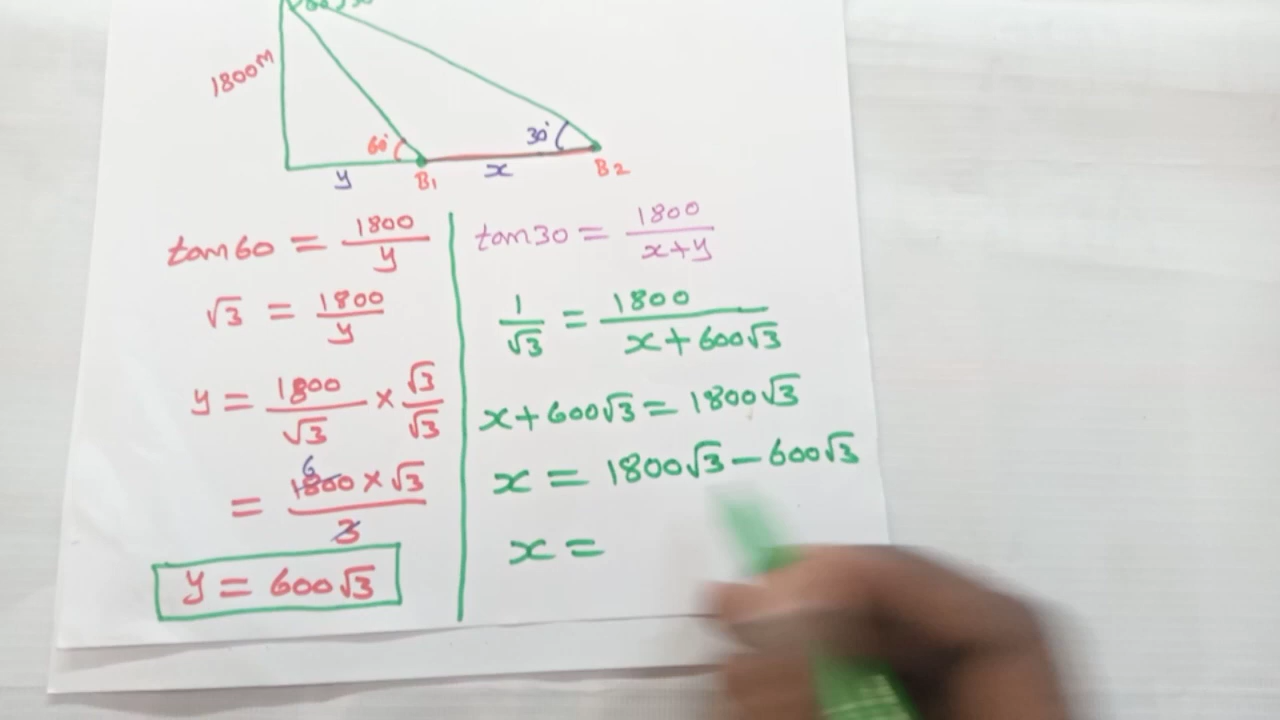 1800M
60°
30°
y
B₁
x
B2
tan60 = 1800/y
√3 = 1800/y
y = 1800/√3 × √3/√3
= 6 1800 × √3/3
y = 600√3
tan30 = 1800/x+y
1/√3 = 1800/x+600√3
x+600√3 = 1800√3
x = 1800√3 − 600√3
x =